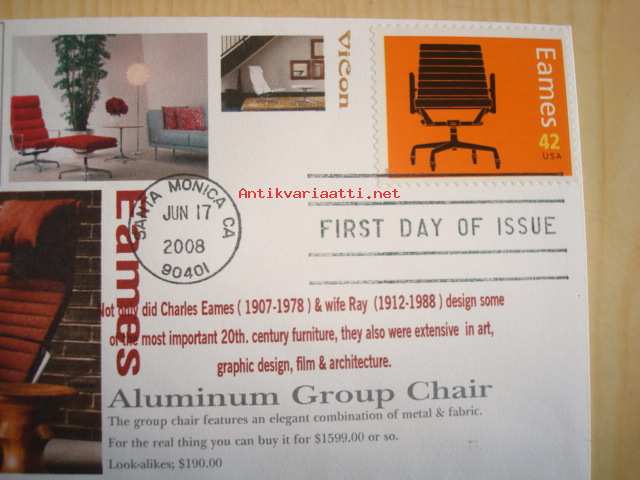 ViCon
Eames
42
USA
SANTA MONICA CA
JUN 17
2008
90401
Antikvariaatti.net
FIRST DAY OF ISSUE
Eames
Not only did Charles Eames ( 1907-1978 ) & wife Ray (1912-1988 ) design some
of the most important 20th. century furniture, they also were extensive in art,
graphic design, film & architecture.
Aluminum Group Chair
The group chair features an elegant combination of metal & fabric.
For the real thing you can buy it for $1599.00 or so.
Look-alikes; $190.00